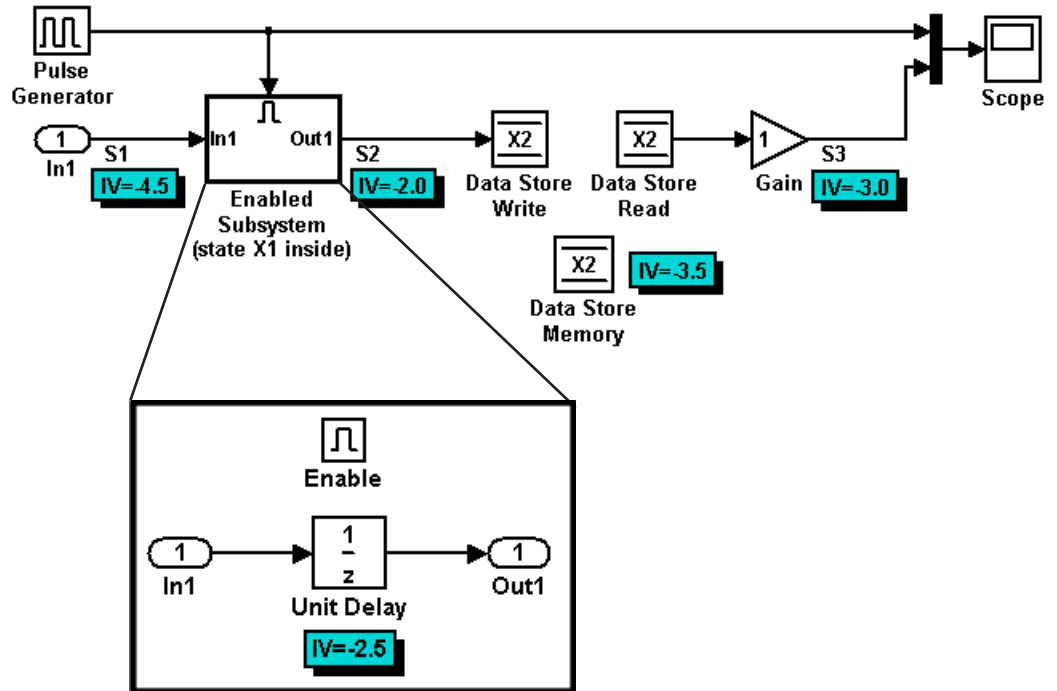 Pulse
Generator
1
In1
S1
IV=-4.5
In1
Out1
Enabled
Subsystem
(state X1 inside)
S2
IV=-2.0
X2
Data Store
Write
X2
Data Store
Read
1
Gain
S3
IV=-3.0
Scope
X2
Data Store
Memory
IV=-3.5
Enable
1
In1
1
z
Unit Delay
IV=-2.5
1
Out1